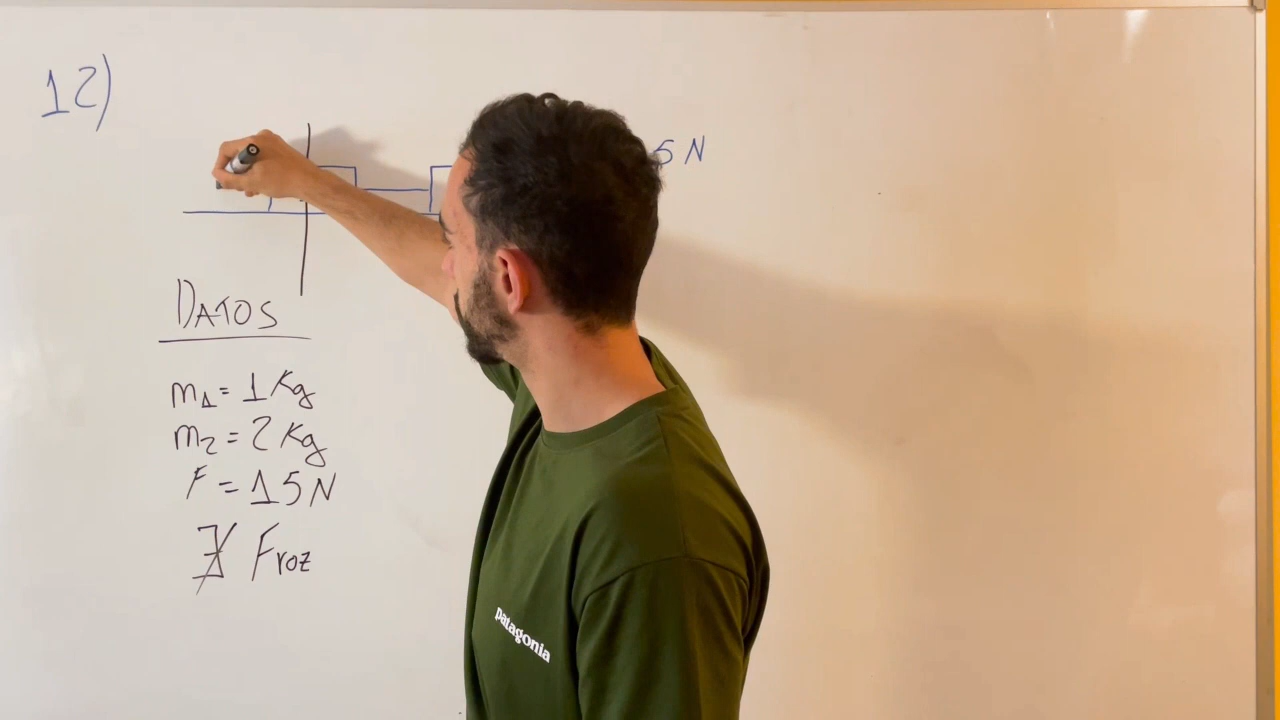 12)
5 N
DATOS
m1 = 1 Kg
m2 = 2 Kg
F = 15 N
∄ Froz
patagonia